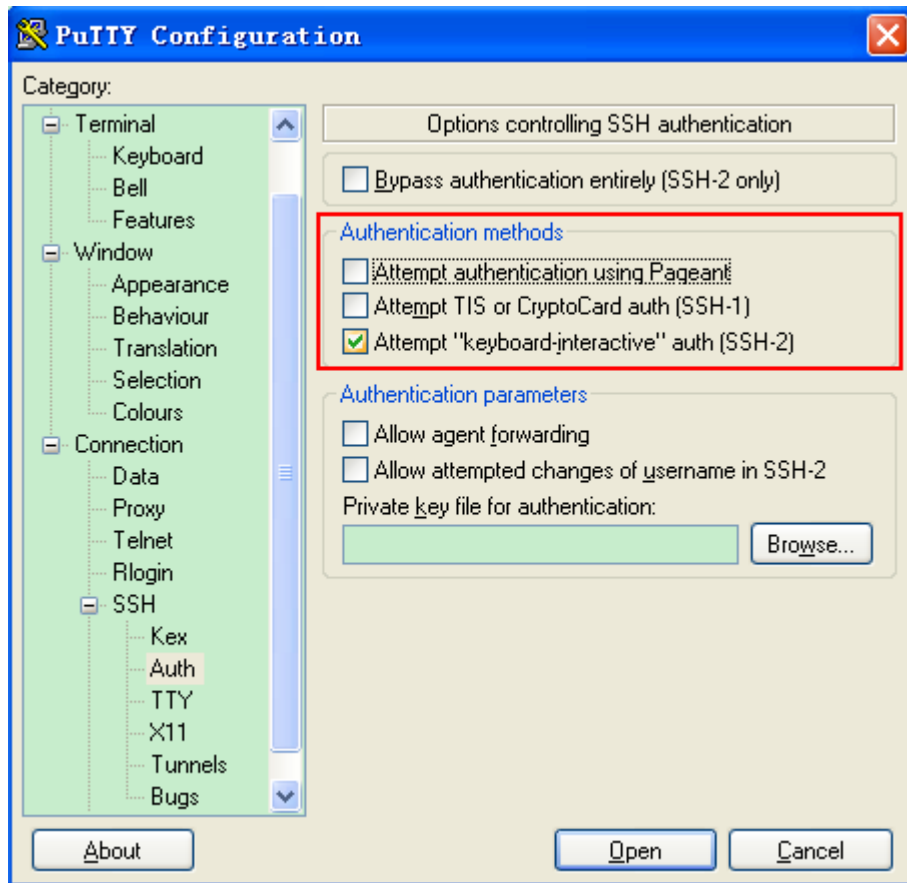 PuTTY Configuration
Category:
Terminal
Keyboard
Bell
Features
Window
Appearance
Behaviour
Translation
Selection
Colours
Connection
Data
Proxy
Telnet
Rlogin
SSH
Kex
Auth
TTY
X11
Tunnels
Bugs
Options controlling SSH authentication
Bypass authentication entirely (SSH-2 only)
Authentication methods
Attempt authentication using Pageant
Attempt TIS or CryptoCard auth (SSH-1)
Attempt "keyboard-interactive" auth (SSH-2)
Authentication parameters
Allow agent forwarding
Allow attempted changes of username in SSH-2
Private key file for authentication:
Browse...
About
Open
Cancel